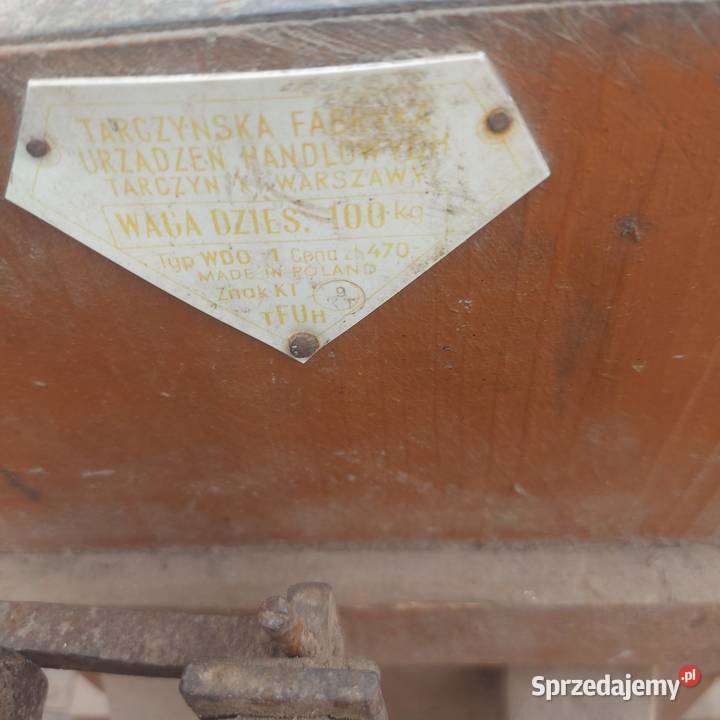 TARCZYNSKA FABRYKA
URZADZEN HANDLOWYCH
TARCZYN K. WARSZAWY
WAGA DZIES. 100 kg
Typ WDO-1 Cena zł 470-
MADE IN POLAND
Znak KT 9
TFUH
Sprzedajemy.pl